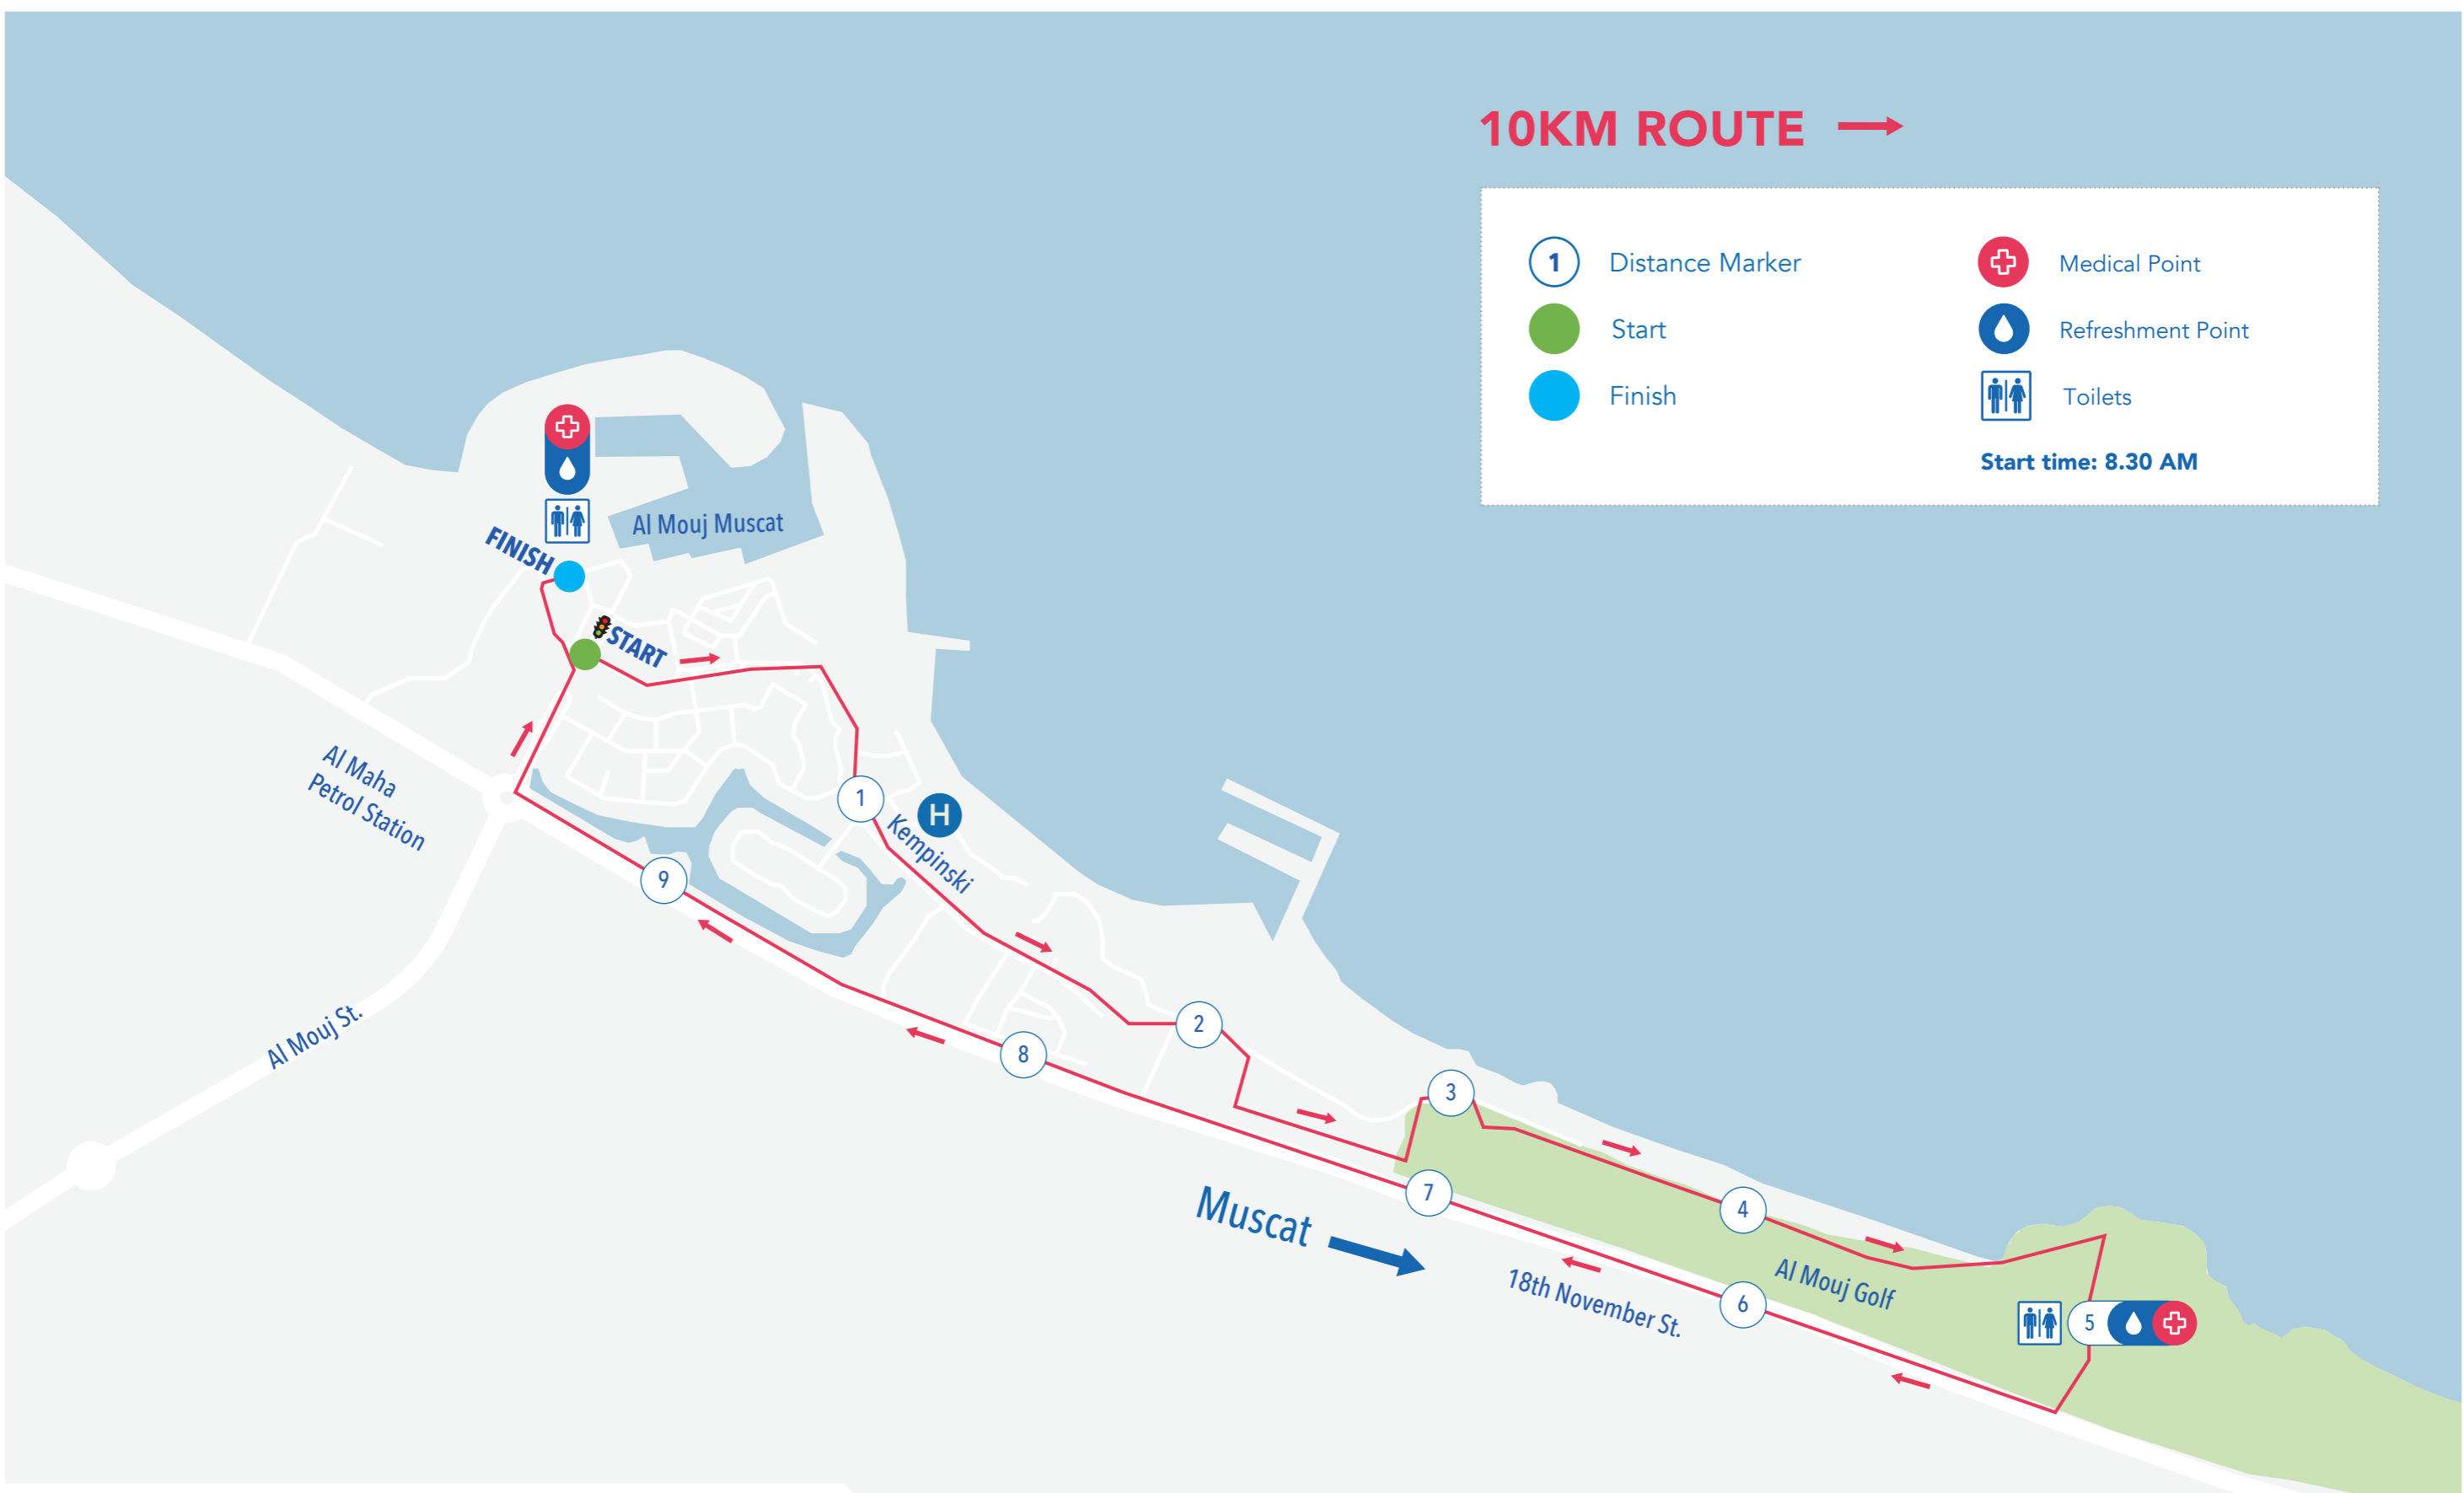 10KM ROUTE
1
Distance Marker
Medical Point
Start
Refreshment Point
Finish
Toilets
Start time: 8.30 AM
Al Mouj Muscat
FINISH
START
Al Maha
Petrol Station
1
H
Kempinski
9
Al Mouj St.
8
2
3
7
4
Muscat
18th November St.
6
Al Mouj Golf
5